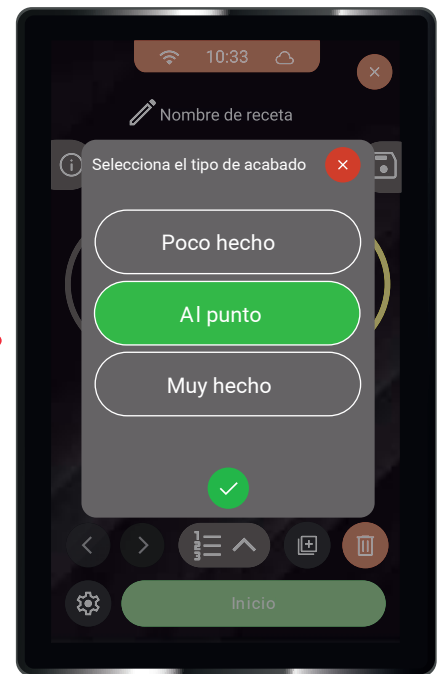 10:33
Nombre de receta
Selecciona el tipo de acabado
Poco hecho
Al punto
Muy hecho
Inicio